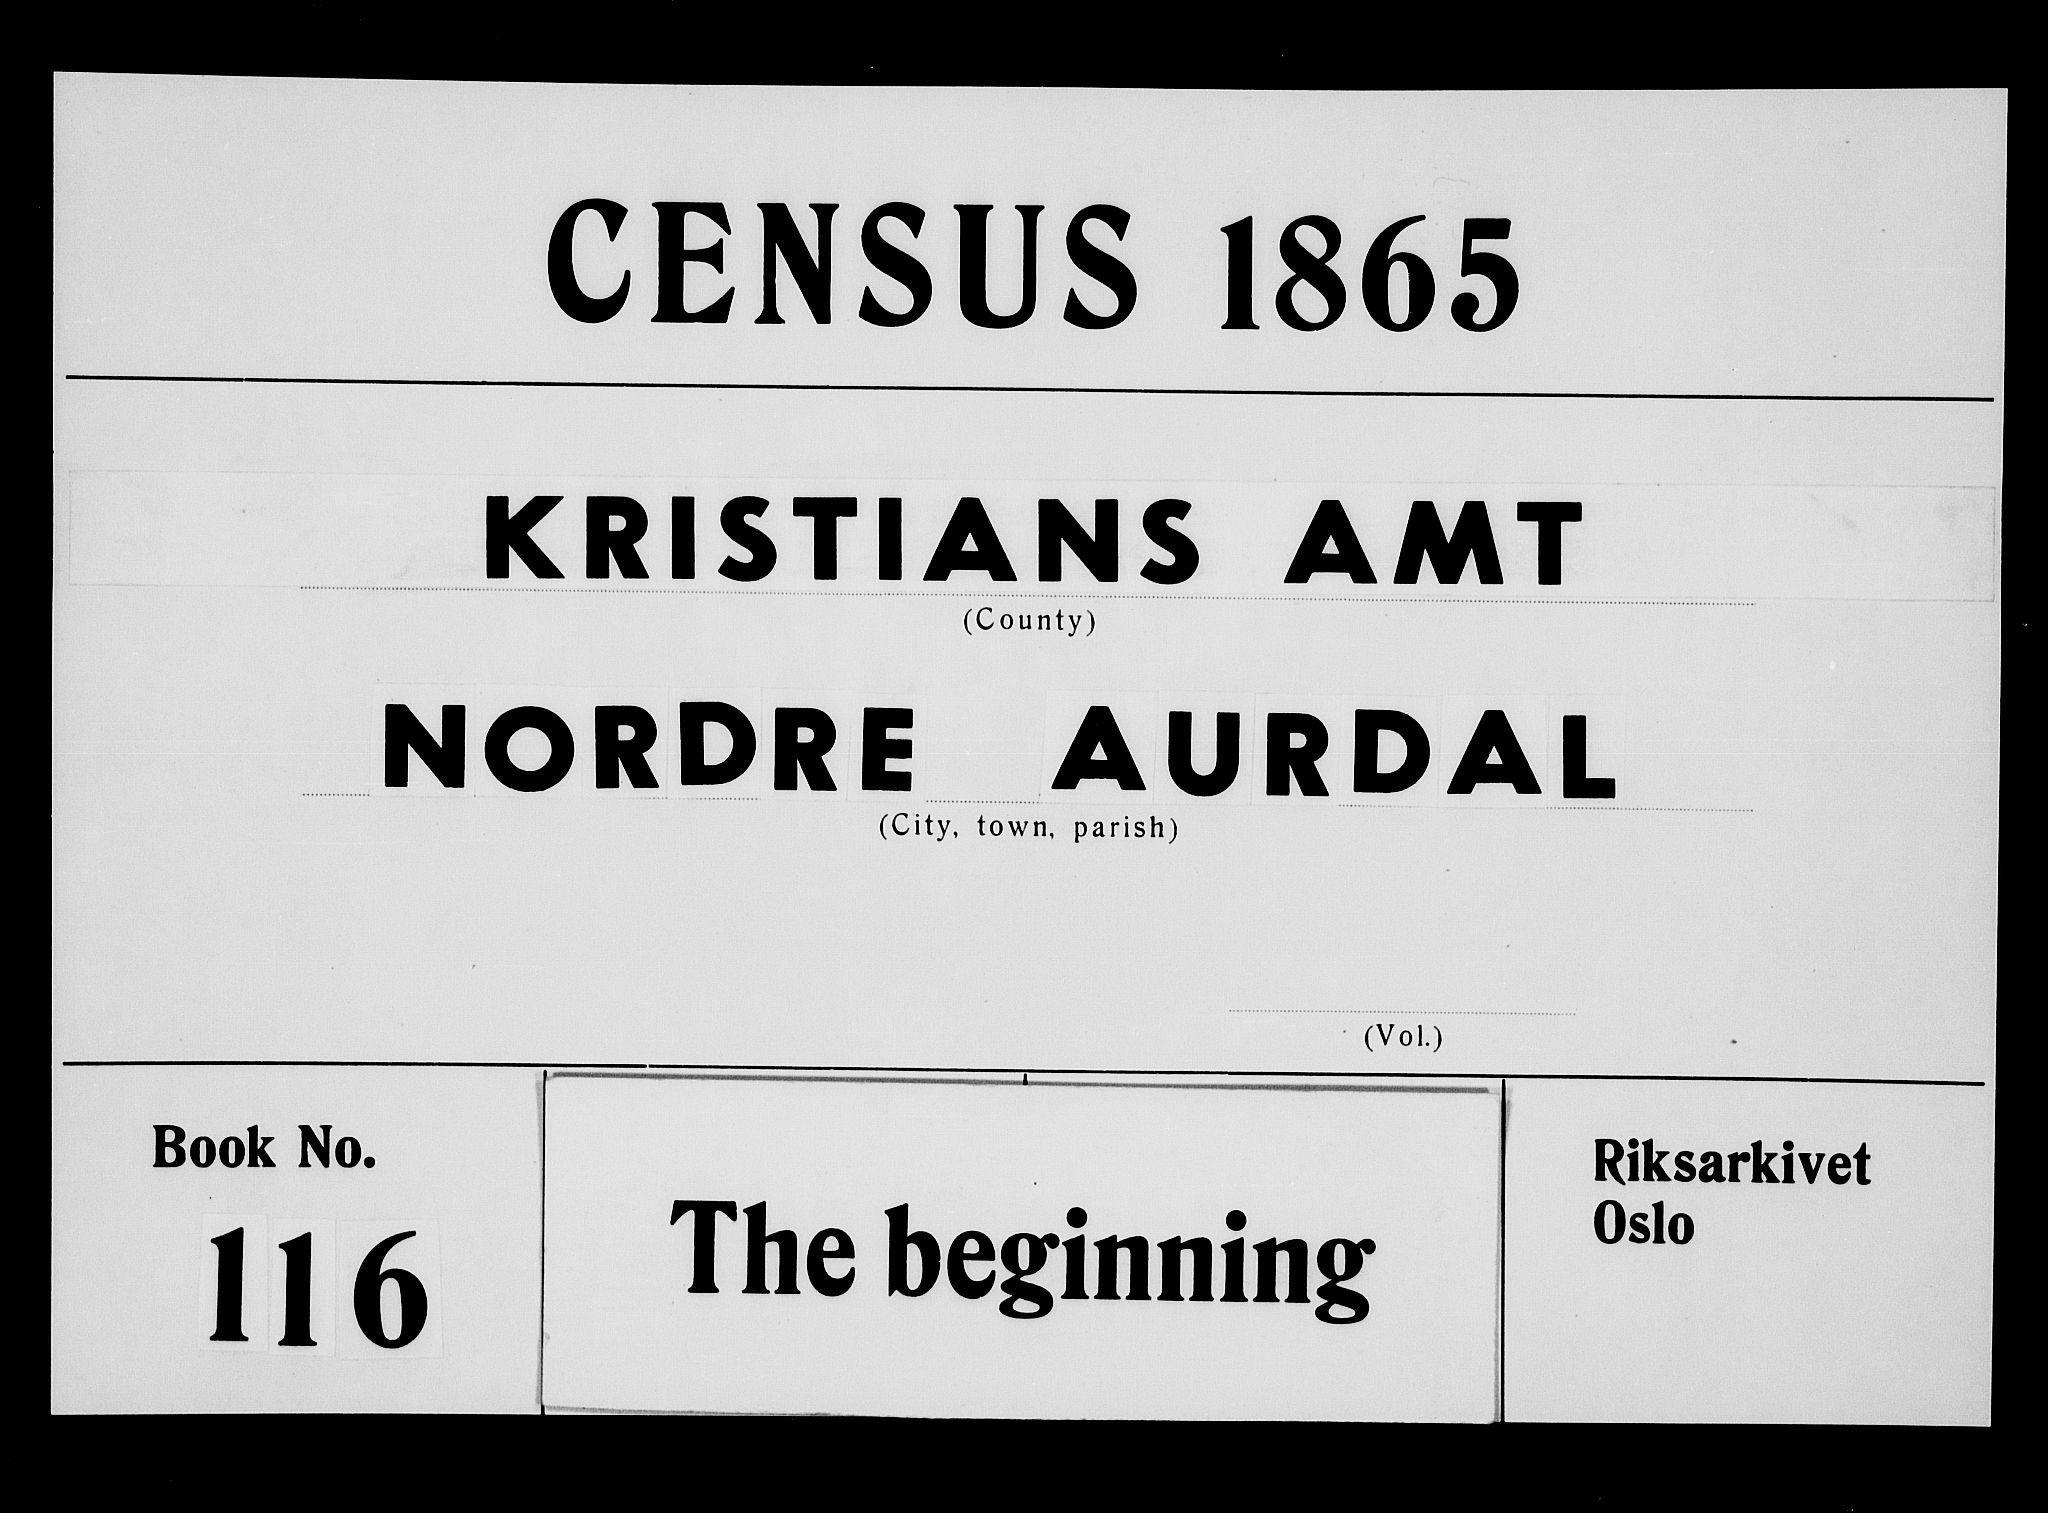 CENSUS 1865
KRISTIANS AMT
(County)
NORDRE AURDAL
(City, town, parish)
(Vol.)
Book No.
116
The beginning
Riksarkivet
Oslo